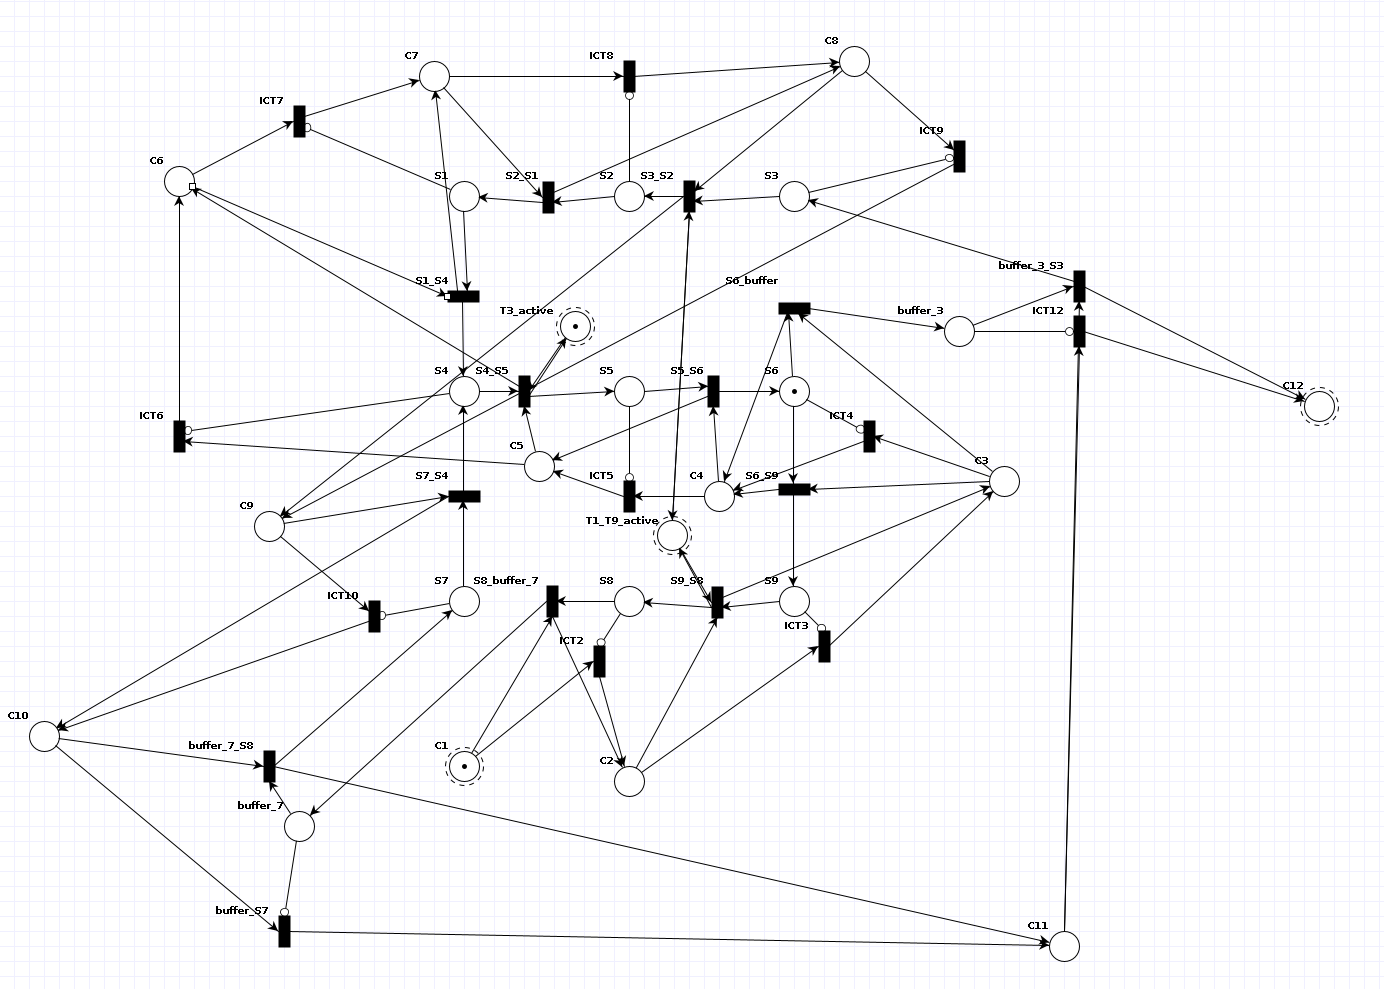 C8
C7
ICT8
ICT7
ICT9
C6
S1
S2_S1
S2
S3_S2
S3
buffer_3_S3
S1_S4
S6_buffer
T3_active
buffer_3
ICT12
S4
S4_S5
S5
S5_S6
S6
C12
ICT6
ICT4
C5
C3
S7_S4
ICT5
C4
S6_S9
C9
T1_T9_active
S7
S8_buffer_7
S8
S9_S8
S9
ICT10
ICT3
ICT2
C10
buffer_7_S8
C1
C2
buffer_7
buffer_S7
C11